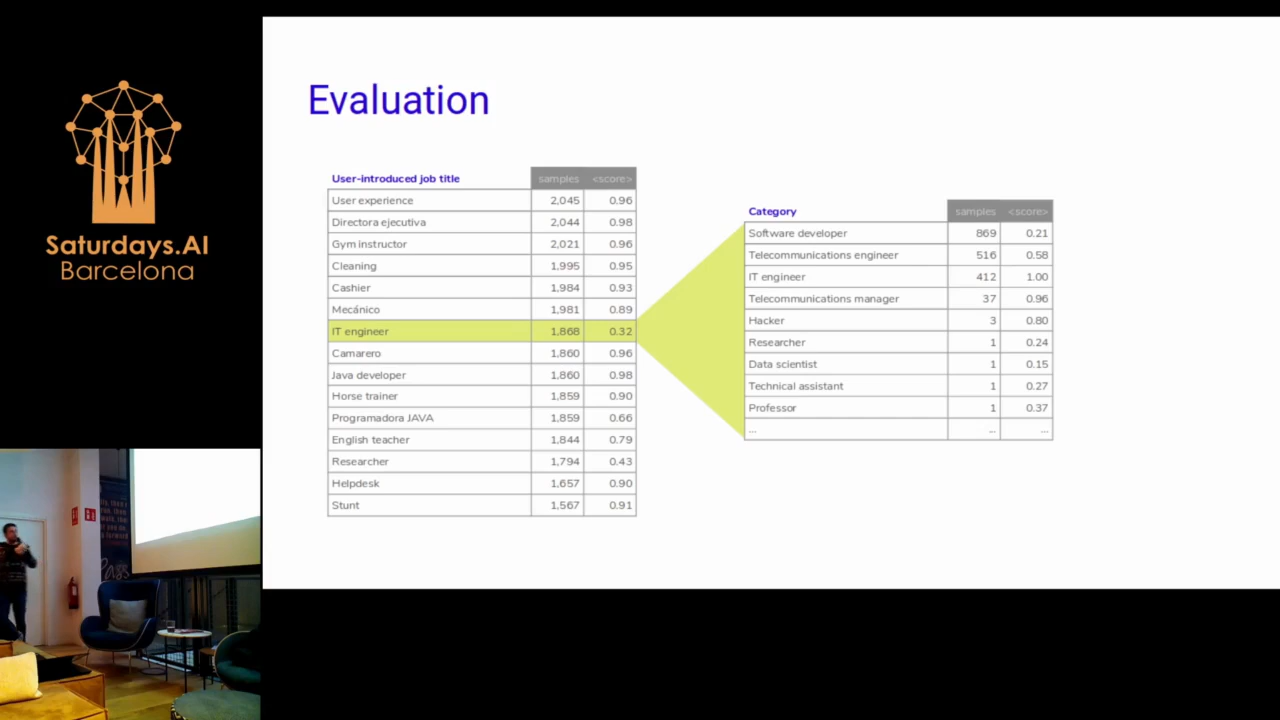 Saturdays.AI
Barcelona
Evaluation
User-introduced job title samples <score>
User experience 2,045 0.96
Directora ejecutiva 2,044 0.98
Gym instructor 2,021 0.96
Cleaning 1,995 0.95
Cashier 1,984 0.93
Mecánico 1,981 0.89
IT engineer 1,868 0.32
Camarero 1,860 0.96
Java developer 1,860 0.98
Horse trainer 1,859 0.90
Programadora JAVA 1,859 0.66
English teacher 1,844 0.79
Researcher 1,794 0.43
Helpdesk 1,657 0.90
Stunt 1,567 0.91
Category samples <score>
Software developer 869 0.21
Telecommunications engineer 516 0.58
IT engineer 412 1.00
Telecommunications manager 37 0.96
Hacker 3 0.80
Researcher 1 0.24
Data scientist 1 0.15
Technical assistant 1 0.27
Professor 1 0.37
... ... ...